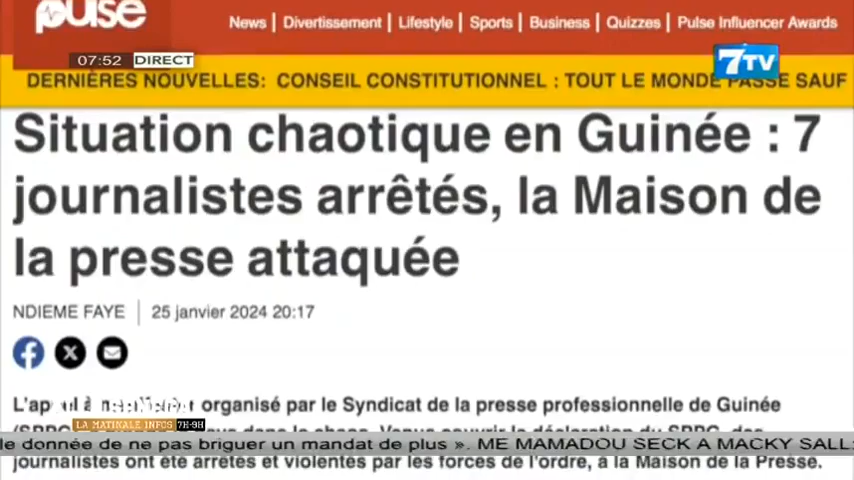 pulse
News | Divertissement | Lifestyle | Sports | Business | Quizzes | Pulse Influencer Awards
07:52 DIRECT
7TV
DERNIÈRES NOUVELLES: CONSEIL CONSTITUTIONNEL : TOUT LE MONDE PASSE SAUF
Situation chaotique en Guinée : 7
journalistes arrêtés, la Maison de
la presse attaquée
NDIEME FAYE | 25 janvier 2024 20:17
L'appel à organisé par le Syndicat de la presse professionnelle de Guinée
LA MATINALE INFOS 7H-9H
le donnée de ne pas briguer un mandat de plus ». ME MAMADOU SECK A MACKY SALL:
journalistes ont été arrêtés et violentés par les forces de l'ordre, à la Maison de la Presse.